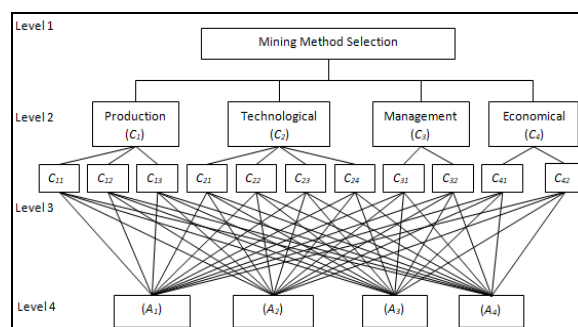 Level 1
Mining Method Selection
Level 2
Production
(C1)
Technological
(C2)
Management
(C3)
Economical
(C4)
C11 C12 C13 C21 C22 C23 C24 C31 C32 C41 C42
Level 3
Level 4
(A1) (A2) (A3) (A4)